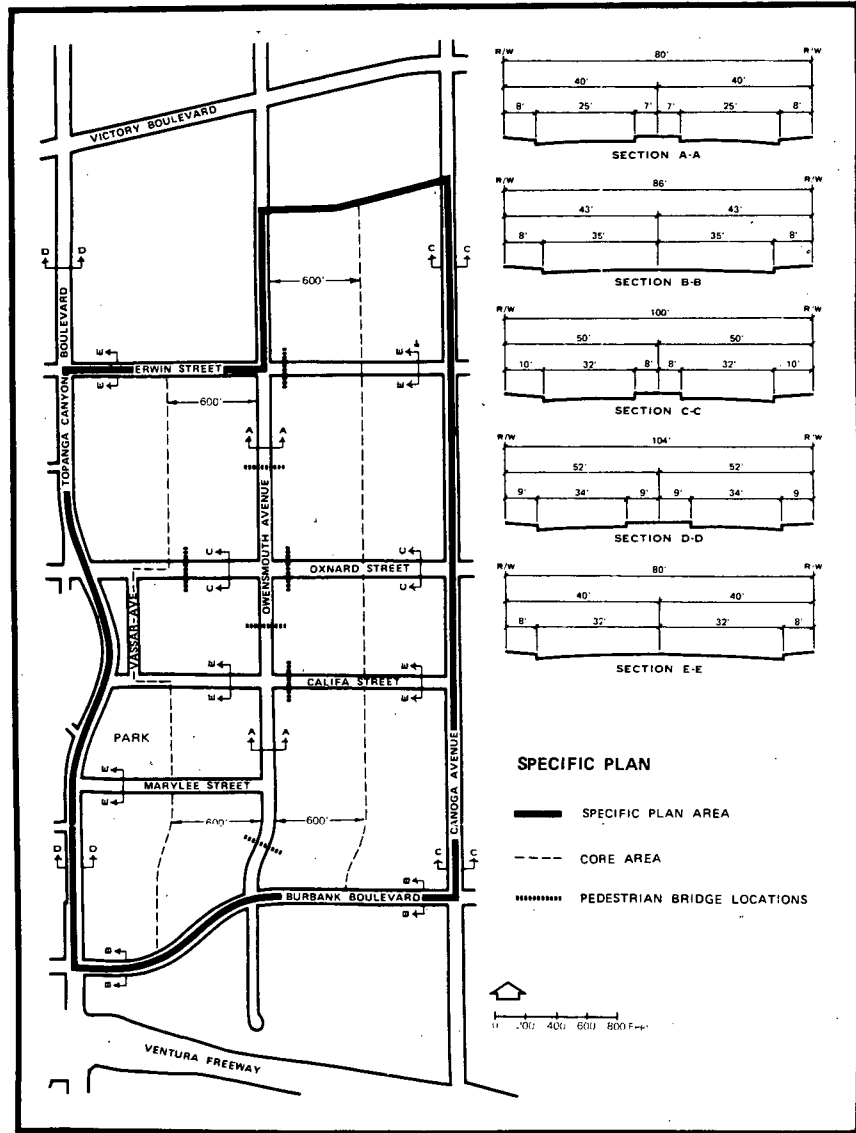 VICTORY BOULEVARD
D D
C C
600'
TOPANGA CANYON BOULEVARD
E E
ERWIN STREET
E E
600'
A A
OWENSMOUTH AVENUE
C C
OXNARD STREET
C C
VASSAR-AVE
E E
CALIFA STREET
E E
PARK
A A
E E
MARYLEE STREET
600'
600'
CANOGA AVENUE
D D
C C
B B
BURBANK BOULEVARD
B B
VENTURA FREEWAY
R/W 80' R/W
40' 40'
8' 25' 7' 7' 25' 8'
SECTION A-A
R/W 86' R/W
43' 43'
8' 35' 35' 8'
SECTION B-B
R/W 100' R/W
50' 50'
10' 32' 8' 8' 32' 10'
SECTION C-C
R/W 104' R/W
52' 52'
9' 34' 9' 9' 34' 9
SECTION D-D
R/W 80' R/W
40' 40'
8' 32' 32' 8'
SECTION E-E
SPECIFIC PLAN
SPECIFIC PLAN AREA
CORE AREA
PEDESTRIAN BRIDGE LOCATIONS
400 600 800